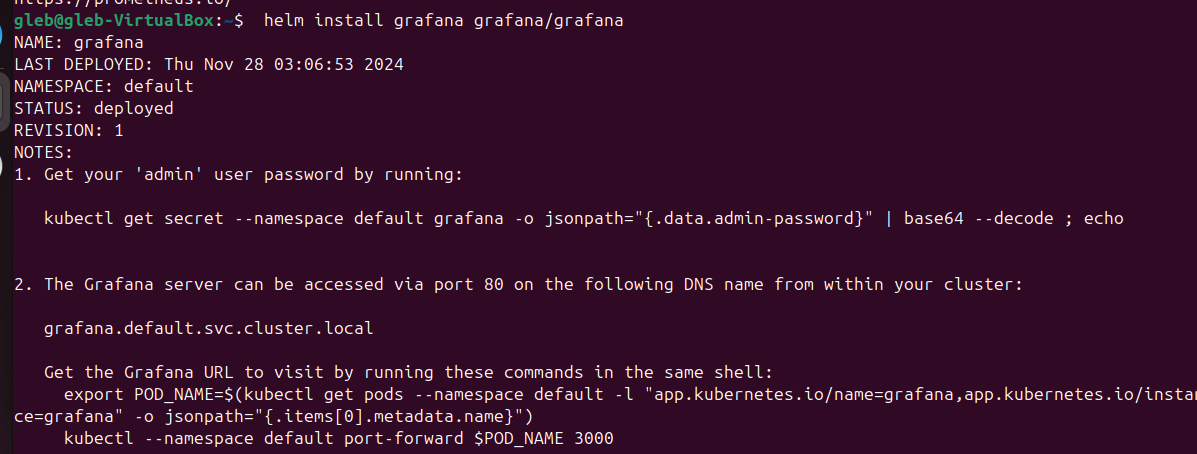 https://prometheus.io/
gleb@gleb-VirtualBox:~$  helm install grafana grafana/grafana
NAME: grafana
LAST DEPLOYED: Thu Nov 28 03:06:53 2024
NAMESPACE: default
STATUS: deployed
REVISION: 1
NOTES:
1. Get your 'admin' user password by running:
   kubectl get secret --namespace default grafana -o jsonpath="{.data.admin-password}" | base64 --decode ; echo
2. The Grafana server can be accessed via port 80 on the following DNS name from within your cluster:
   grafana.default.svc.cluster.local
   Get the Grafana URL to visit by running these commands in the same shell:
     export POD_NAME=$(kubectl get pods --namespace default -l "app.kubernetes.io/name=grafana,app.kubernetes.io/instan
ce=grafana" -o jsonpath="{.items[0].metadata.name}")
     kubectl --namespace default port-forward $POD_NAME 3000